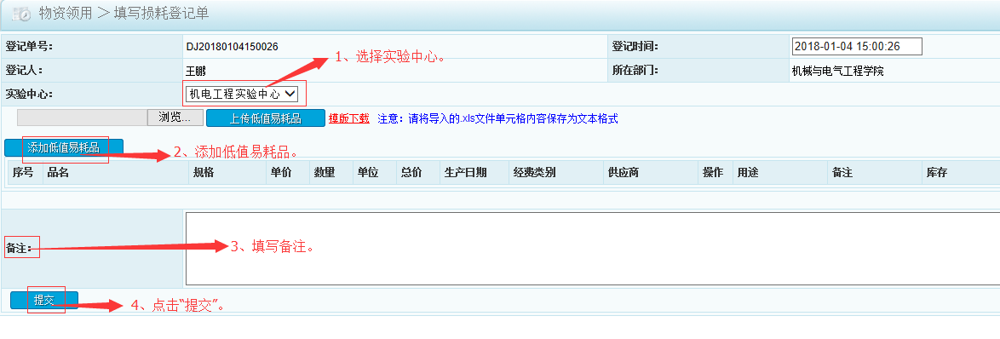 物资领用 > 填写损耗登记单
登记单号: DJ20180104150026 登记时间: 2018-01-04 15:00:26
1、选择实验中心。
登记人: 王鹏 所在部门: 机械与电气工程学院
实验中心: 机电工程实验中心
浏览... 上传低值易耗品 模版下载 注意：请将导入的.xls文件单元格内容保存为文本格式
添加低值易耗品 2、添加低值易耗品。
序号 品名 规格 单价 数量 单位 总价 生产日期 经费类别 供应商 操作 用途 备注 库存
备注: 3、填写备注。
提交 4、点击“提交”。